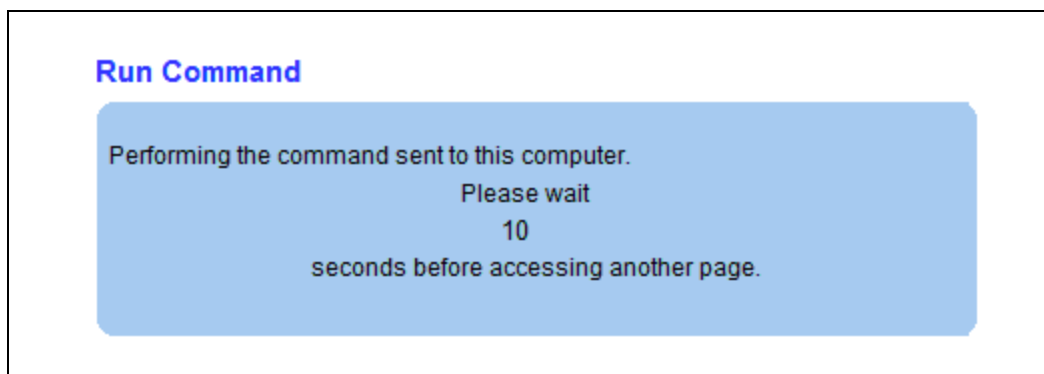 Run Command
Performing the command sent to this computer.
Please wait
10
seconds before accessing another page.